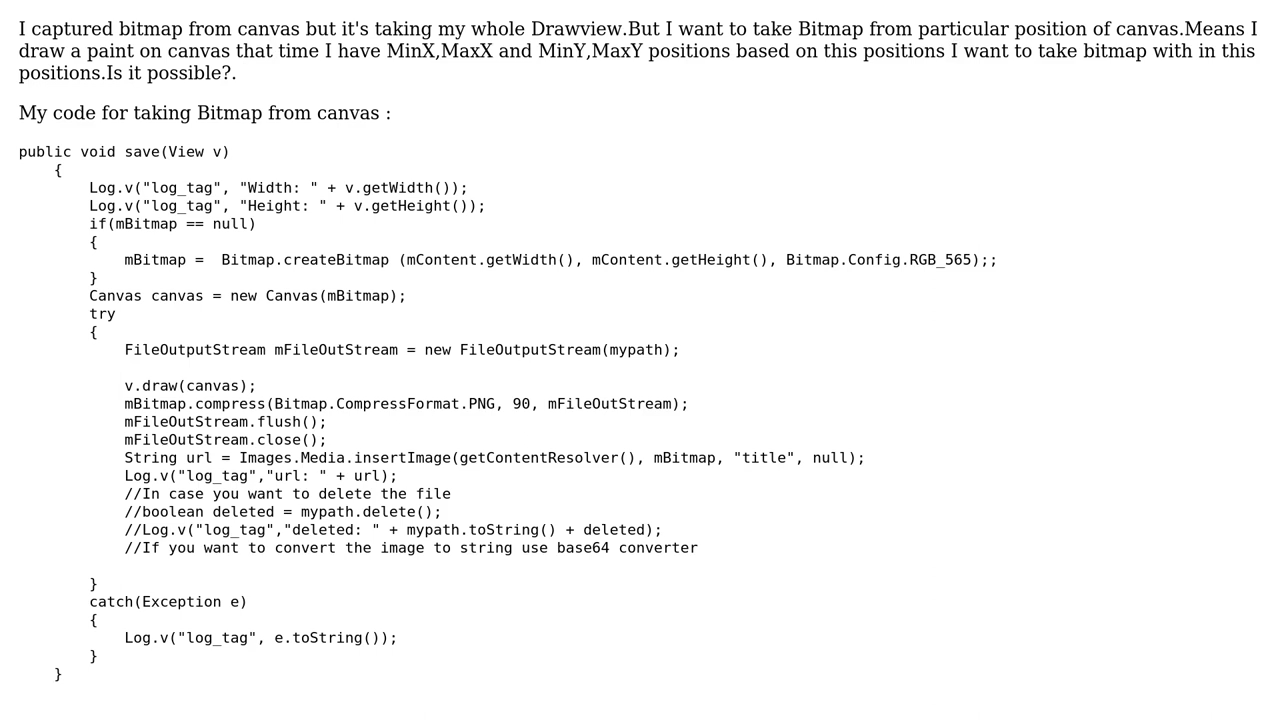 I captured bitmap from canvas but it's taking my whole Drawview.But I want to take Bitmap from particular position of canvas.Means I
draw a paint on canvas that time I have MinX,MaxX and MinY,MaxY positions based on this positions I want to take bitmap with in this
positions.Is it possible?.
My code for taking Bitmap from canvas :
public void save(View v)
    {
        Log.v("log_tag", "Width: " + v.getWidth());
        Log.v("log_tag", "Height: " + v.getHeight());
        if(mBitmap == null)
        {
            mBitmap =  Bitmap.createBitmap (mContent.getWidth(), mContent.getHeight(), Bitmap.Config.RGB_565);;
        }
        Canvas canvas = new Canvas(mBitmap);
        try
        {
            FileOutputStream mFileOutStream = new FileOutputStream(mypath);

            v.draw(canvas);
            mBitmap.compress(Bitmap.CompressFormat.PNG, 90, mFileOutStream);
            mFileOutStream.flush();
            mFileOutStream.close();
            String url = Images.Media.insertImage(getContentResolver(), mBitmap, "title", null);
            Log.v("log_tag","url: " + url);
            //In case you want to delete the file
            //boolean deleted = mypath.delete();
            //Log.v("log_tag","deleted: " + mypath.toString() + deleted);
            //If you want to convert the image to string use base64 converter

        }
        catch(Exception e)
        {
            Log.v("log_tag", e.toString());
        }
    }